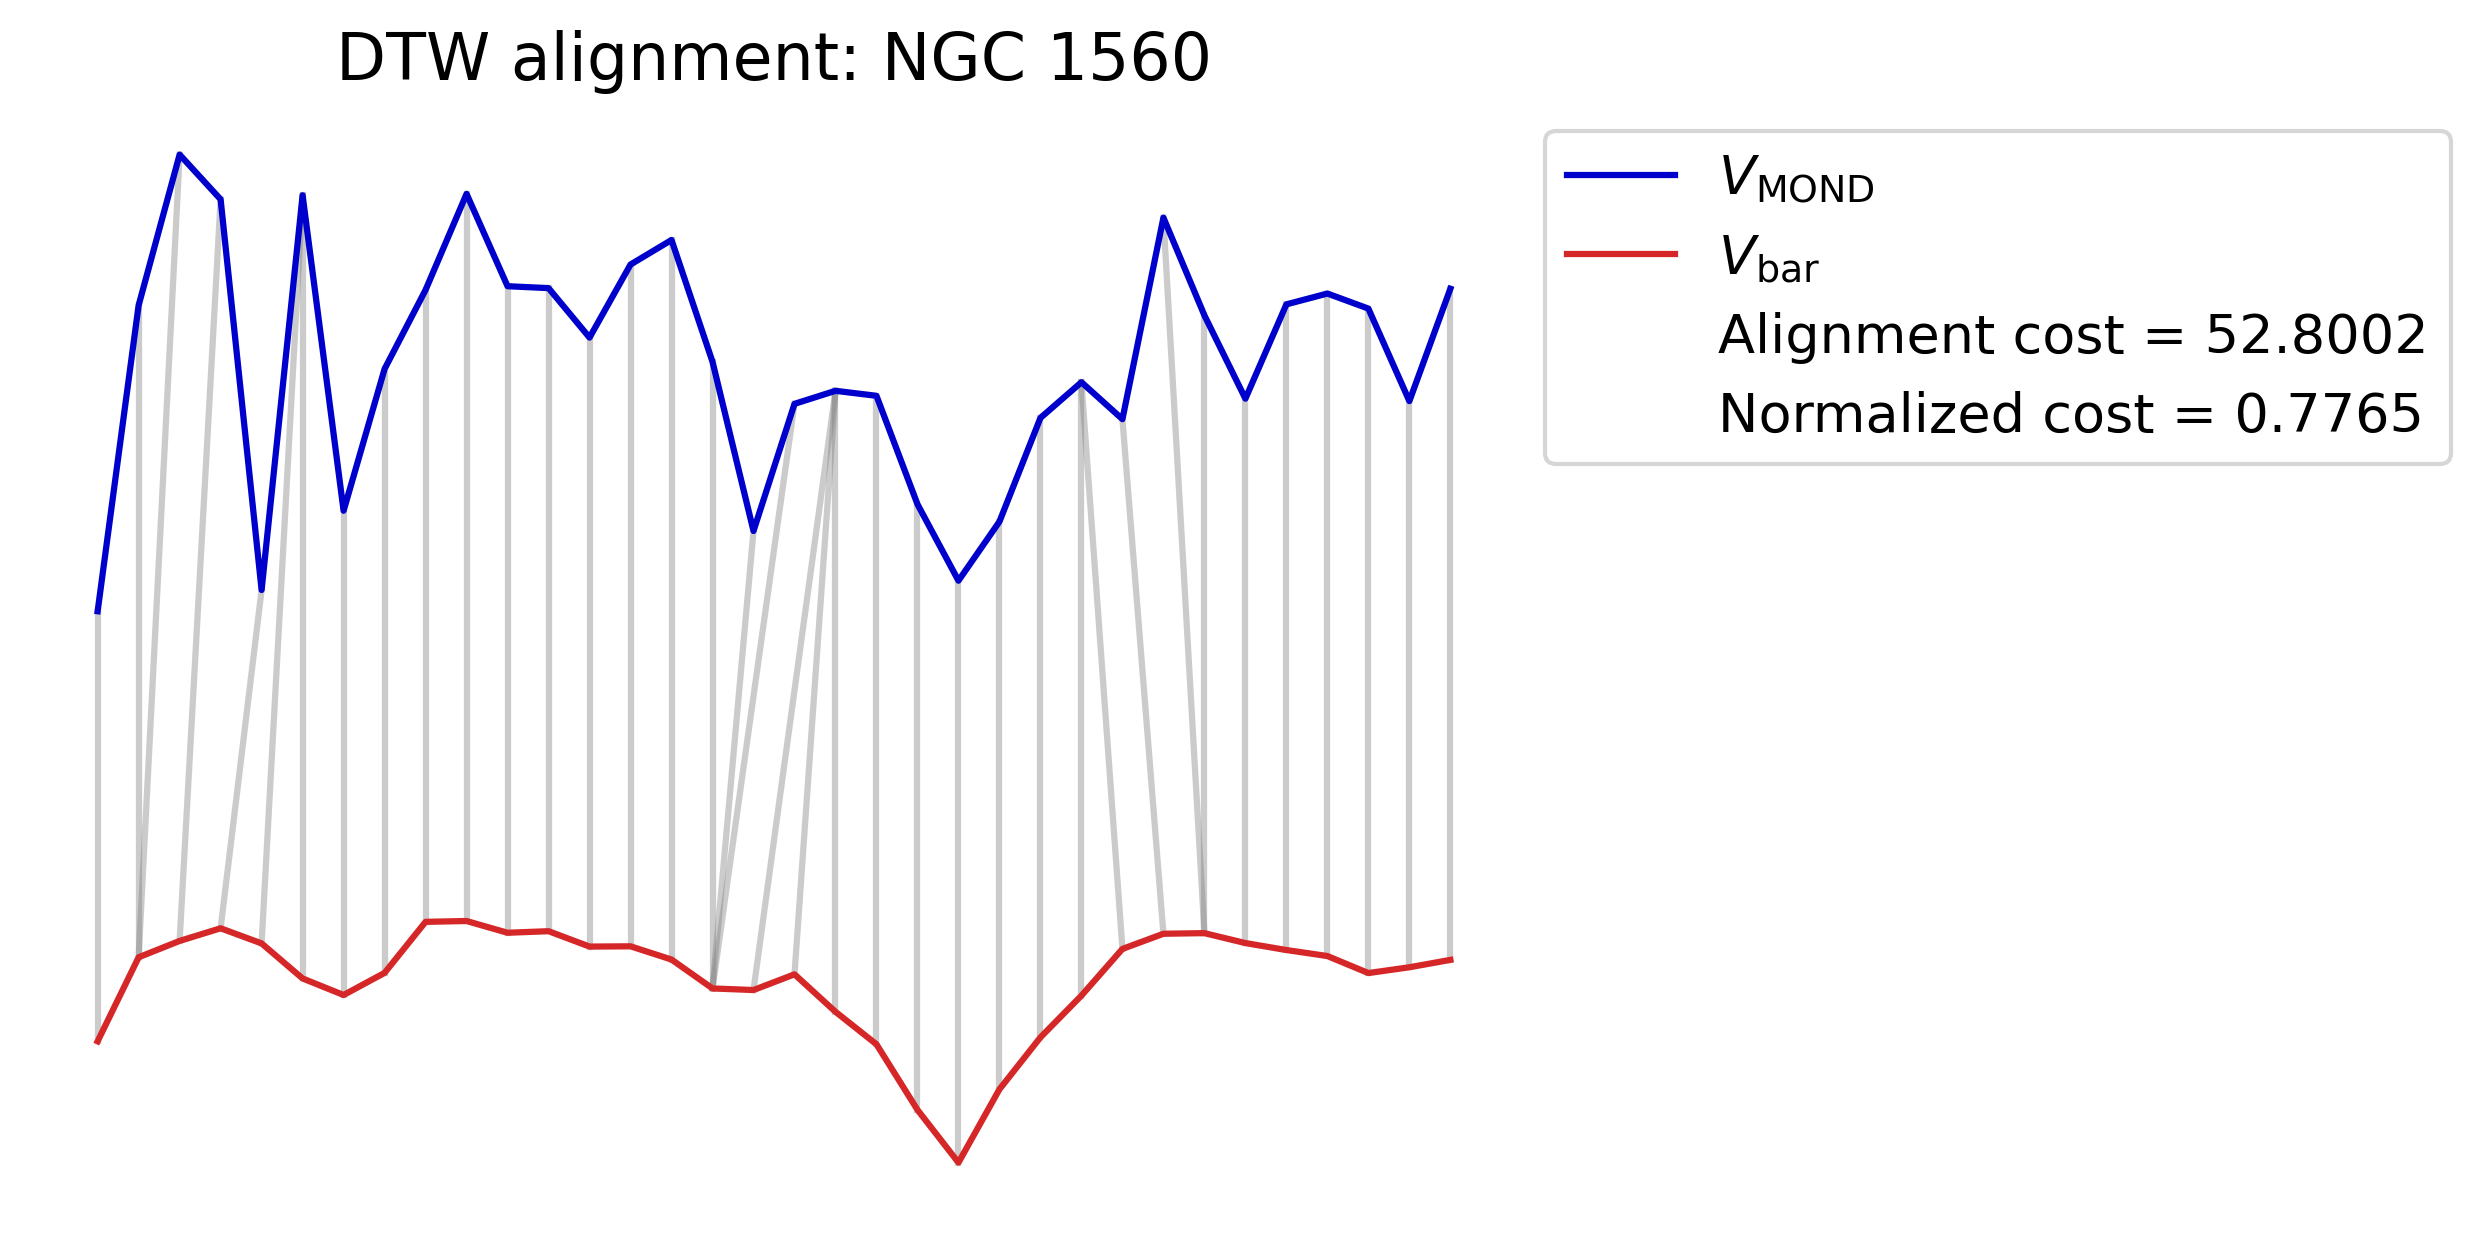 DTW alignment: NGC 1560
V_MOND
V_bar
Alignment cost = 52.8002
Normalized cost = 0.7765